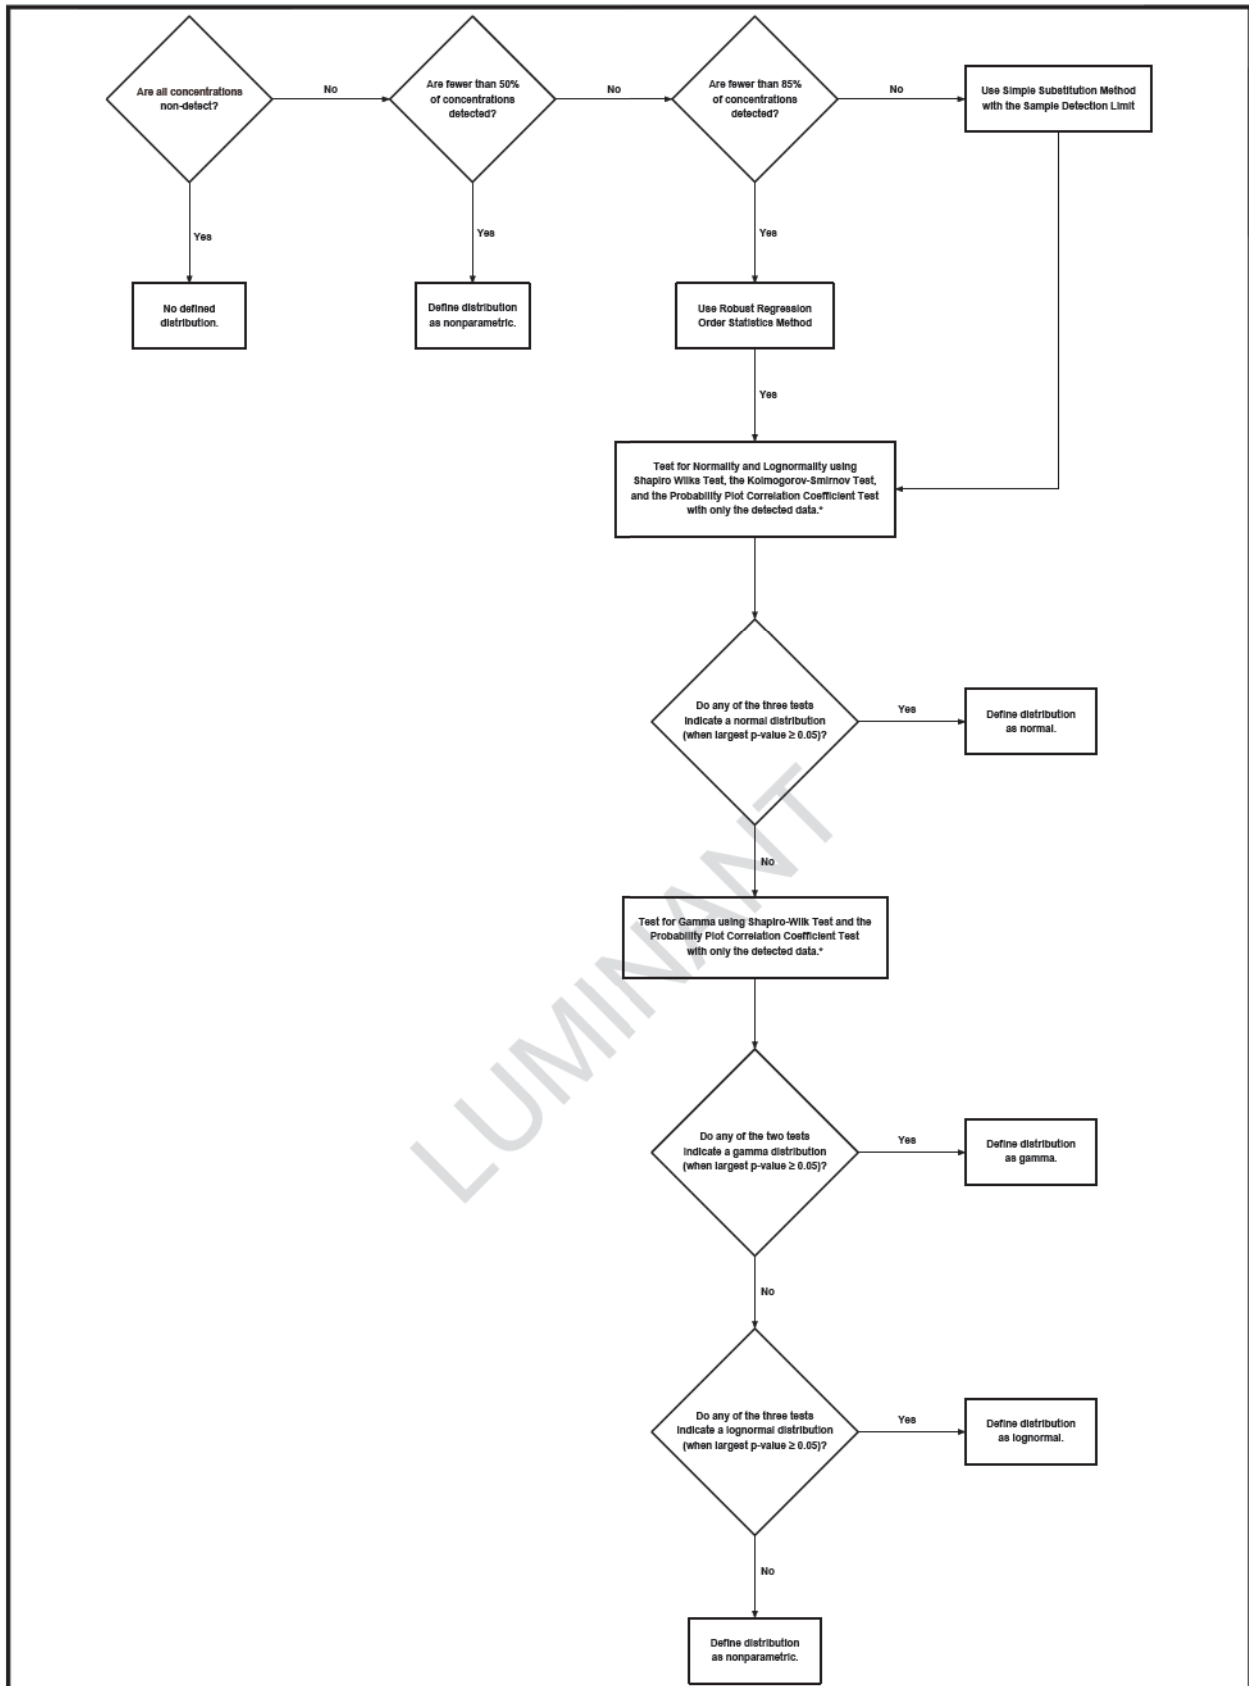 Are all concentrations
non-detect?
No
Are fewer than 50%
of concentrations
detected?
No
Are fewer than 85%
of concentrations
detected?
No
Use Simple Substitution Method
with the Sample Detection Limit
Yes
Yes
Yes
No defined
distribution.
Define distribution
as nonparametric.
Use Robust Regression
Order Statistics Method
Yes
Test for Normality and Lognormality using
Shapiro Wilks Test, the Kolmogorov-Smirnov Test,
and the Probability Plot Correlation Coefficient Test
with only the detected data.*
Do any of the three tests
indicate a normal distribution
(when largest p-value ≥ 0.05)?
Yes
Define distribution
as normal.
No
Test for Gamma using Shapiro-Wilk Test and the
Probability Plot Correlation Coefficient Test
with only the detected data.*
LUMINANT
Do any of the two tests
indicate a gamma distribution
(when largest p-value ≥ 0.05)?
Yes
Define distribution
as gamma.
No
Do any of the three tests
indicate a lognormal distribution
(when largest p-value ≥ 0.05)?
Yes
Define distribution
as lognormal.
No
Define distribution
as nonparametric.